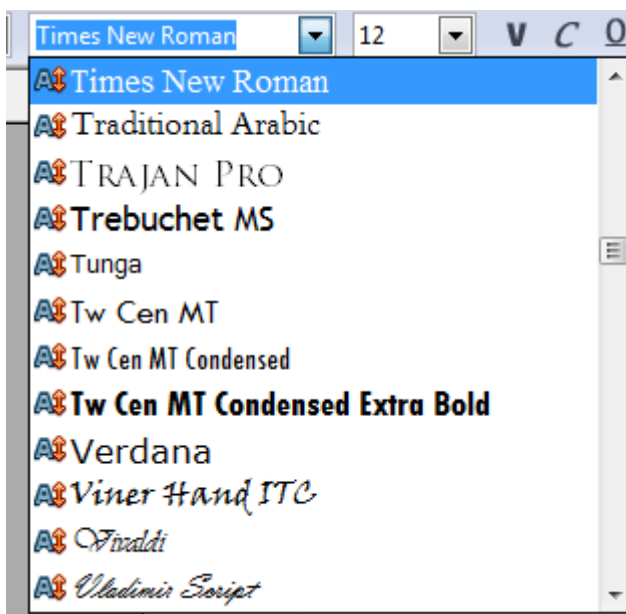 Times New Roman 12 V C O
Times New Roman
Traditional Arabic
TRAJAN PRO
Trebuchet MS
Tunga
Tw Cen MT
Tw Cen MT Condensed
Tw Cen MT Condensed Extra Bold
Verdana
Viner Hand ITC
Vivaldi
Vladimir Script